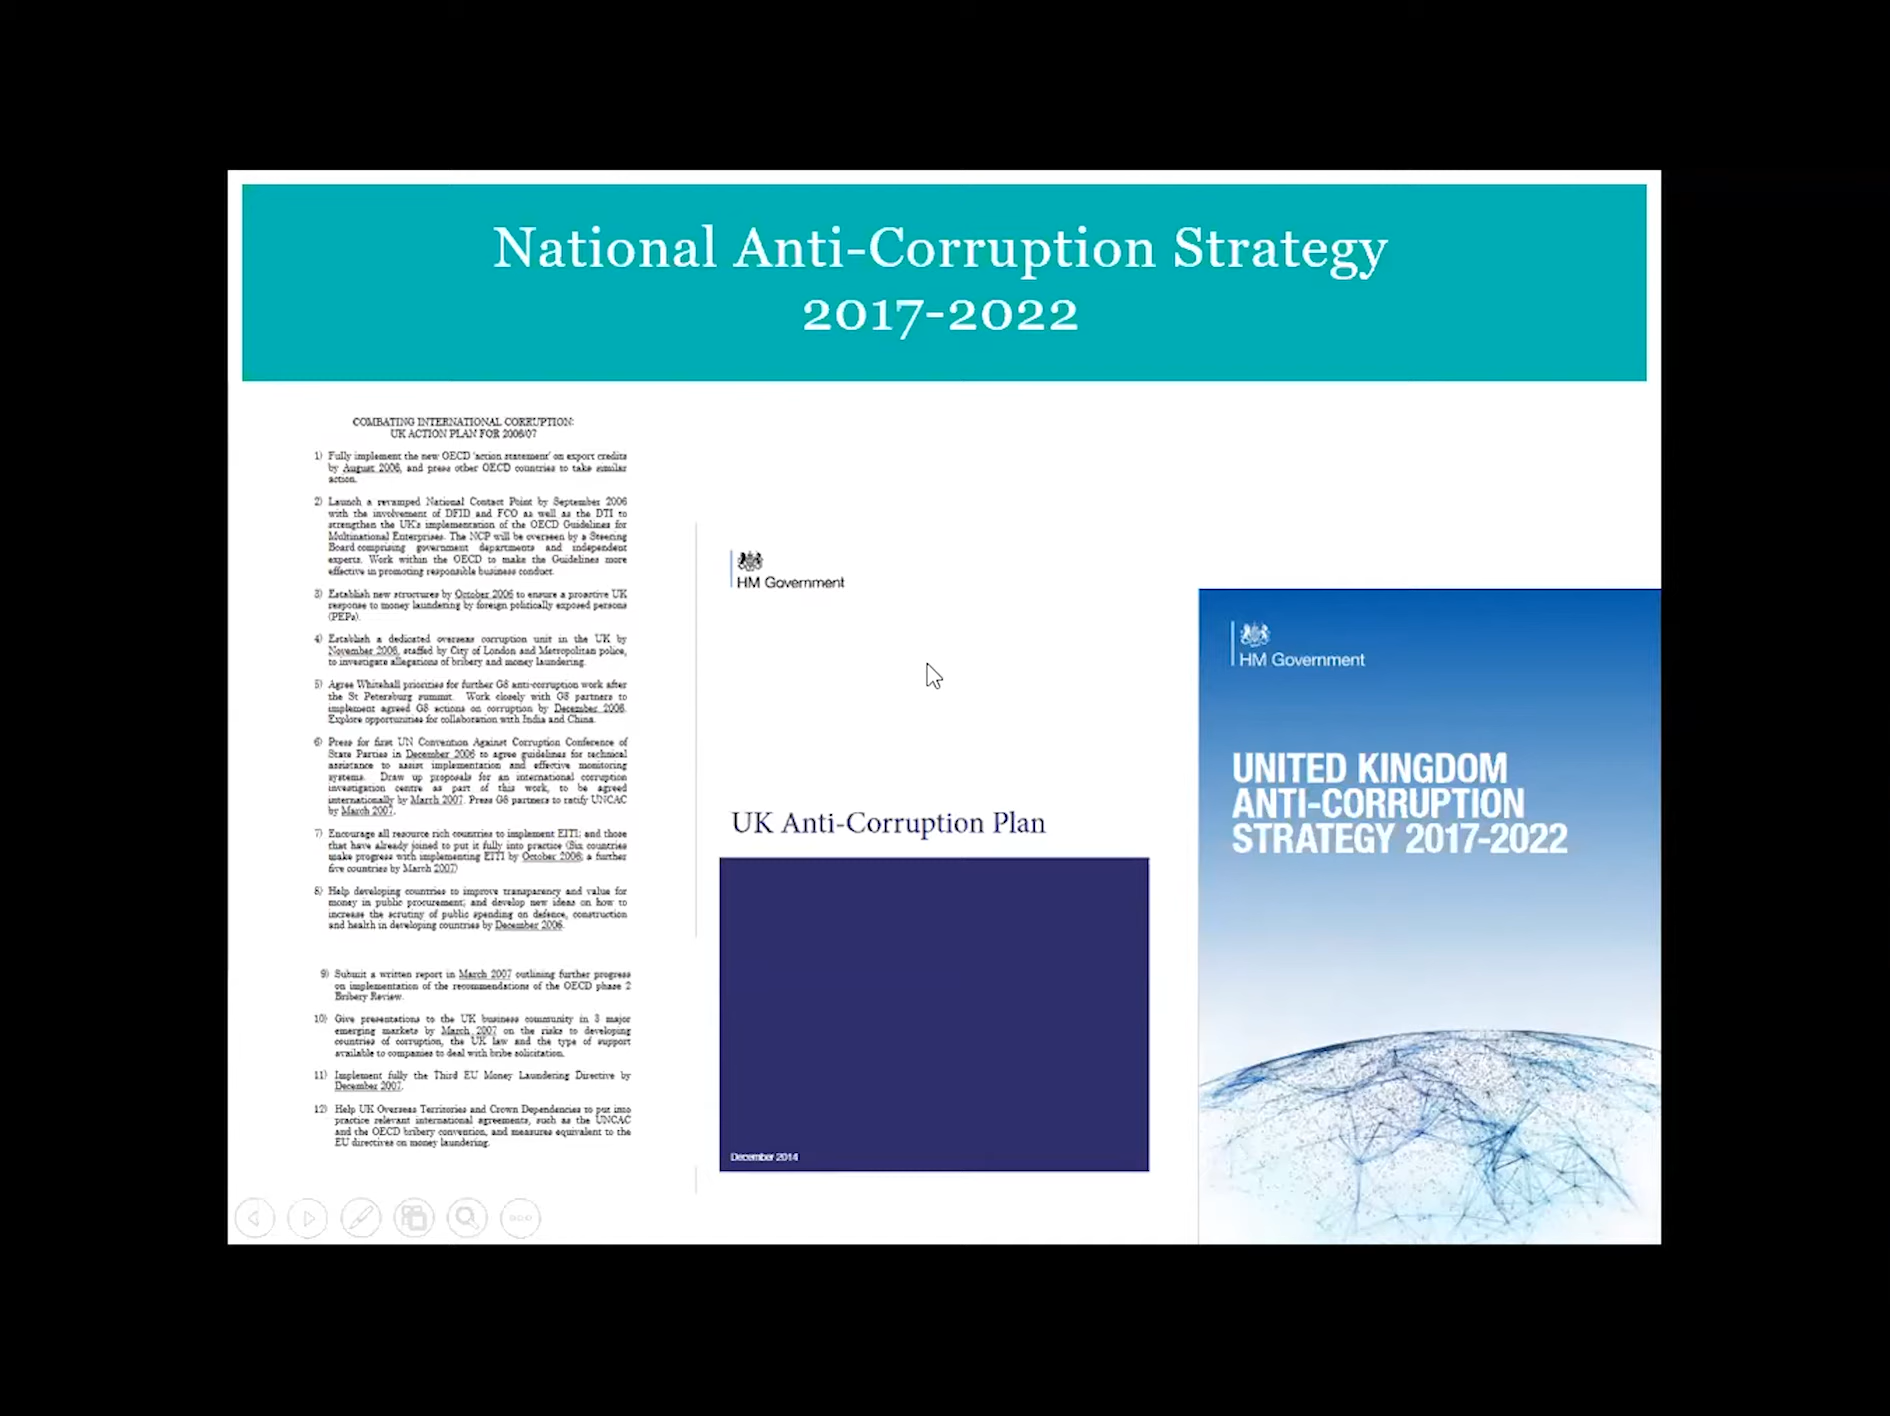 National Anti-Corruption Strategy
2017-2022
COMBATING INTERNATIONAL CORRUPTION:
UK ACTION PLAN FOR 2006/07
1) Fully implement the new OECD 'action statement' on export credits
by August 2006, and press other OECD countries to take similar
action.
2) Launch a revamped National Contact Point by September 2006
with the involvement of DFID and FCO as well as the DTI to
strengthen the UK's implementation of the OECD Guidelines for
Multinational Enterprises. The NCP will be overseen by a Steering
Board comprising government departments and independent
experts. Work within the OECD to make the Guidelines more
effective in promoting responsible business conduct.
3) Establish new structures by October 2006 to ensure a proactive UK
response to money laundering by foreign politically exposed persons
(PEPs).
4) Establish a dedicated overseas corruption unit in the UK by
November 2006, staffed by City of London and Metropolitan police,
to investigate allegations of bribery and money laundering.
5) Agree Whitehall priorities for further G8 anti-corruption work after
the St Petersburg summit. Work closely with G8 partners to
implement agreed G8 actions on corruption by December 2006.
Explore opportunities for collaboration with India and China.
6) Press for first UN Convention Against Corruption Conference of
State Parties in December 2006 to agree guidelines for technical
assistance to assist implementation and effective monitoring
systems. Draw up proposals for an international corruption
investigation centre as part of this work, to be agreed
internationally by March 2007. Press G8 partners to ratify UNCAC
by March 2007.
7) Encourage all resource rich countries to implement EITI; and those
that have already joined to put it fully into practice (Six countries
make progress with implementing EITI by October 2006; a further
five countries by March 2007)
8) Help developing countries to improve transparency and value for
money in public procurement; and develop new ideas on how to
increase the scrutiny of public spending on defence, construction
and health in developing countries by December 2006.
9) Submit a written report in March 2007 outlining further progress
on implementation of the recommendations of the OECD phase 2
Bribery Review.
10) Give presentations to the UK business community in 3 major
emerging markets by March 2007 on the risks to developing
countries of corruption, the UK law and the type of support
available to companies to deal with bribe solicitation.
11) Implement fully the Third EU Money Laundering Directive by
December 2007.
12) Help UK Overseas Territories and Crown Dependencies to put into
practice relevant international agreements, such as the UNCAC
and the OECD bribery convention, and measures equivalent to the
EU directives on money laundering.
HM Government
UK Anti-Corruption Plan
December 2014
HM Government
UNITED KINGDOM
ANTI-CORRUPTION
STRATEGY 2017-2022